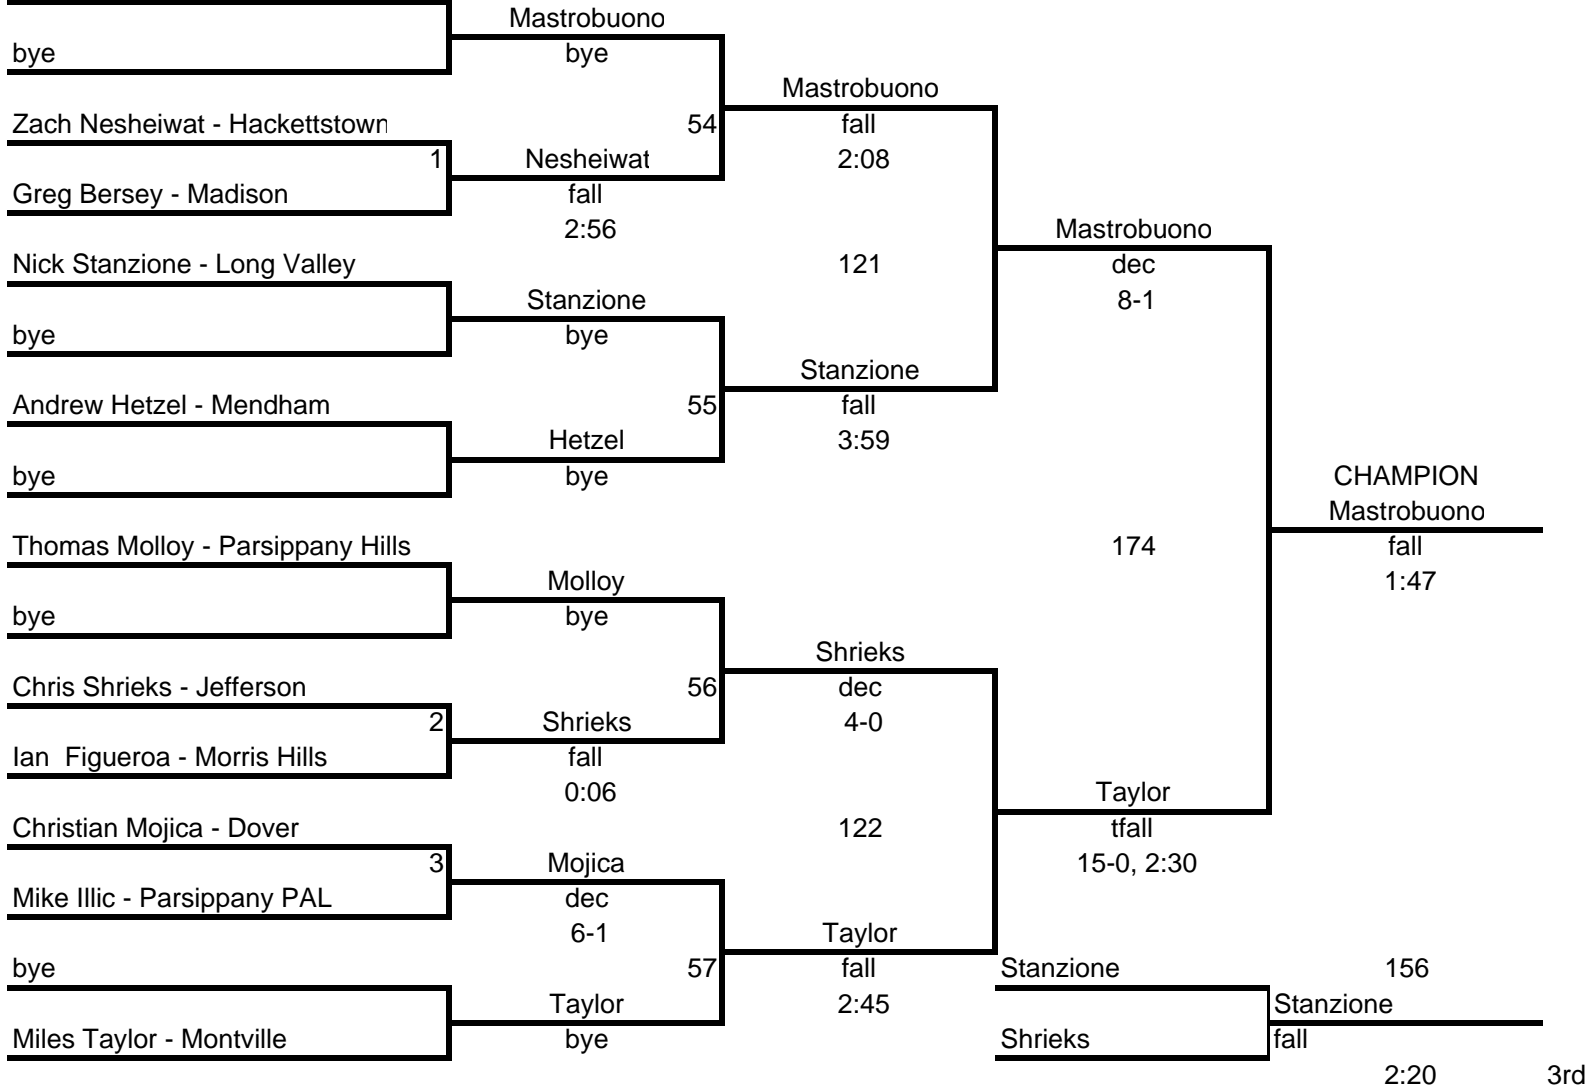 Mastrobuono
bye
bye
Mastrobuono
Zach Nesheiwat - Hackettstown
54
fall
1
Nesheiwat
2:08
Greg Bersey - Madison
fall
2:56
Mastrobuono
Nick Stanzione - Long Valley
121
dec
Stanzione
8-1
bye
bye
Stanzione
Andrew Hetzel - Mendham
55
fall
Hetzel
3:59
bye
bye
CHAMPION
Mastrobuono
Thomas Molloy - Parsippany Hills
174
fall
Molloy
1:47
bye
bye
Shrieks
Chris Shrieks - Jefferson
56
dec
2
Shrieks
4-0
Ian  Figueroa - Morris Hills
fall
0:06
Taylor
Christian Mojica - Dover
122
tfall
3
Mojica
15-0, 2:30
Mike Illic - Parsippany PAL
dec
6-1
Taylor
bye
57
fall
Stanzione
156
Taylor
2:45
Stanzione
Miles Taylor - Montville
bye
Shrieks
fall
2:20
3rd